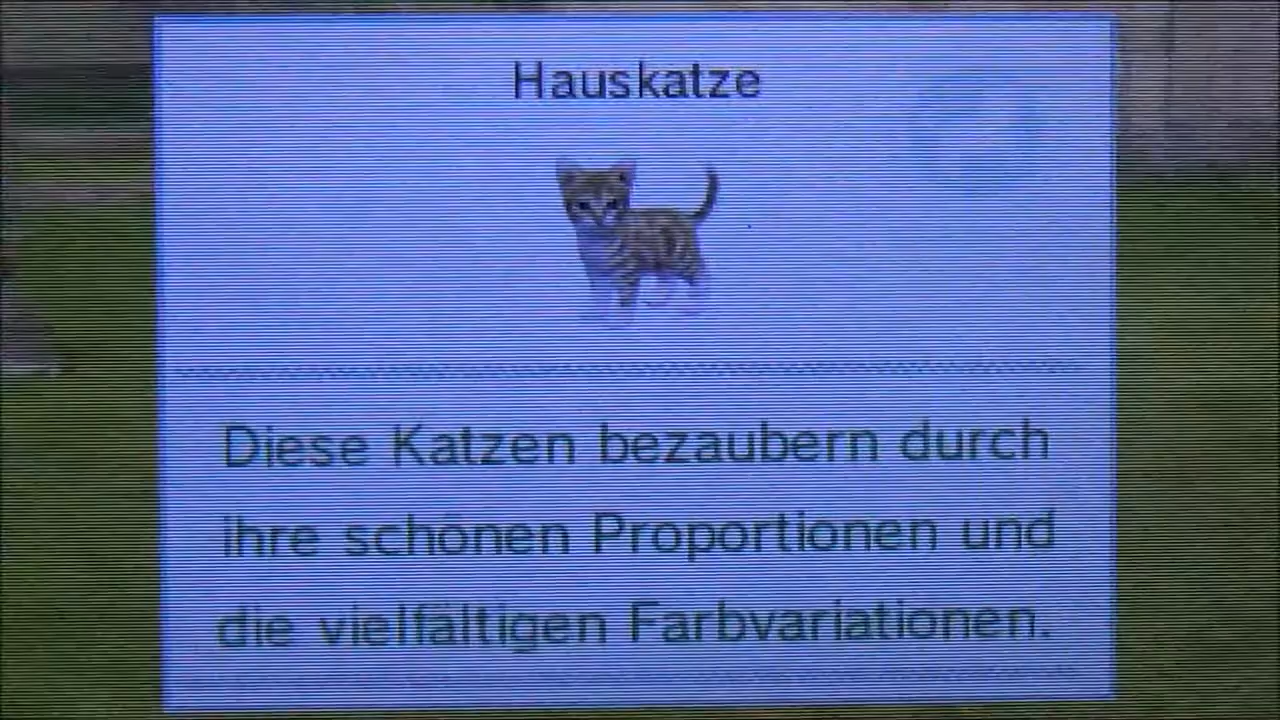 Hauskatze
Diese Katzen bezaubern durch
ihre schönen Proportionen und
die vielfältigen Farbvariationen.